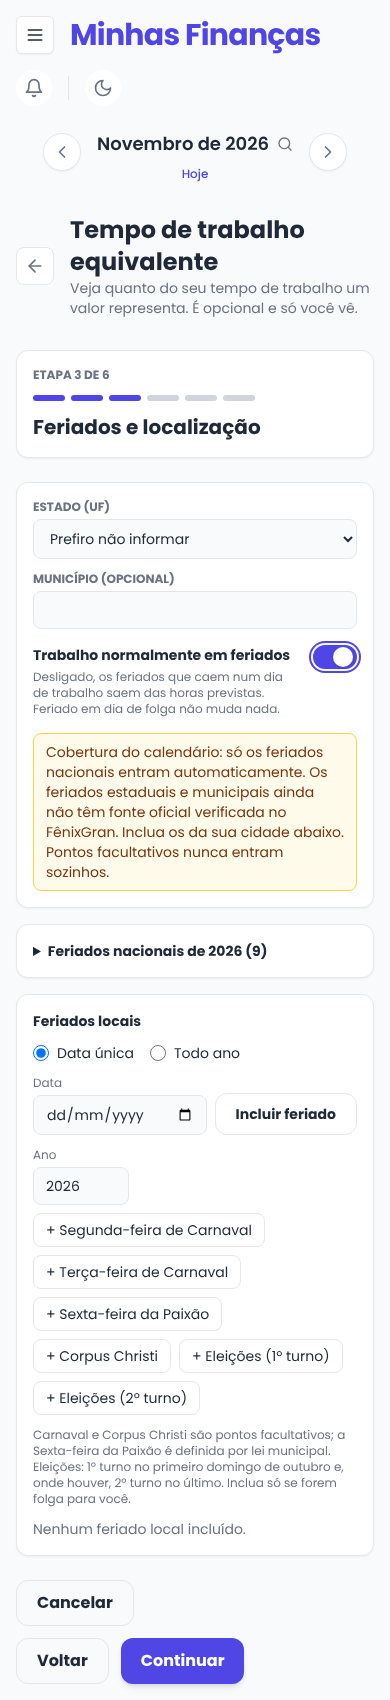 Minhas Finanças
Novembro de 2026
Hoje
Tempo de trabalho
equivalente
Veja quanto do seu tempo de trabalho um
valor representa. É opcional e só você vê.
ETAPA 3 DE 6
Feriados e localização
ESTADO (UF)
Prefiro não informar
MUNICÍPIO (OPCIONAL)
Trabalho normalmente em feriados
Desligado, os feriados que caem num dia
de trabalho saem das horas previstas.
Feriado em dia de folga não muda nada.
Cobertura do calendário: só os feriados
nacionais entram automaticamente. Os
feriados estaduais e municipais ainda
não têm fonte oficial verificada no
FênixGran. Inclua os da sua cidade abaixo.
Pontos facultativos nunca entram
sozinhos.
Feriados nacionais de 2026 (9)
Feriados locais
Data única
Todo ano
Data
dd/mm/yyyy
Incluir feriado
Ano
2026
+ Segunda-feira de Carnaval
+ Terça-feira de Carnaval
+ Sexta-feira da Paixão
+ Corpus Christi
+ Eleições (1º turno)
+ Eleições (2º turno)
Carnaval e Corpus Christi são pontos facultativos; a
Sexta-feira da Paixão é definida por lei municipal.
Eleições: 1º turno no primeiro domingo de outubro e,
onde houver, 2º turno no último. Inclua só se forem
folga para você.
Nenhum feriado local incluído.
Cancelar
Voltar
Continuar